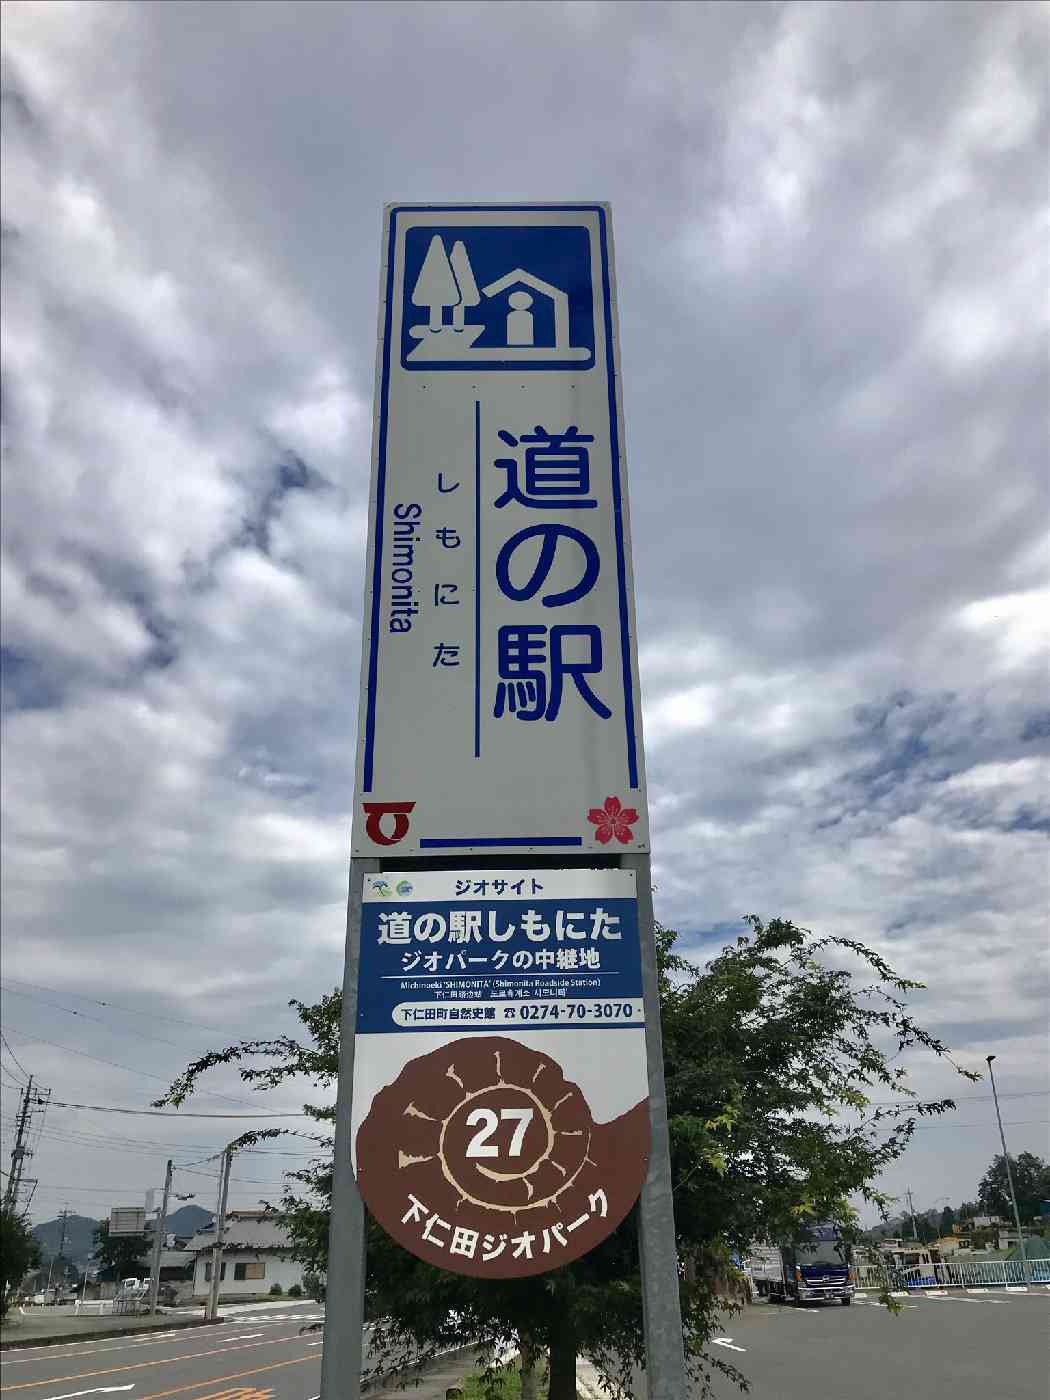 道の駅
しもにた
Shimonita
ジオサイト
道の駅しもにた
ジオパークの中継地
Michinoeki "SHIMONITA" (Shimonita Roadside Station)
下仁田町自然史館 ☎0274-70-3070
27
下仁田ジオパーク